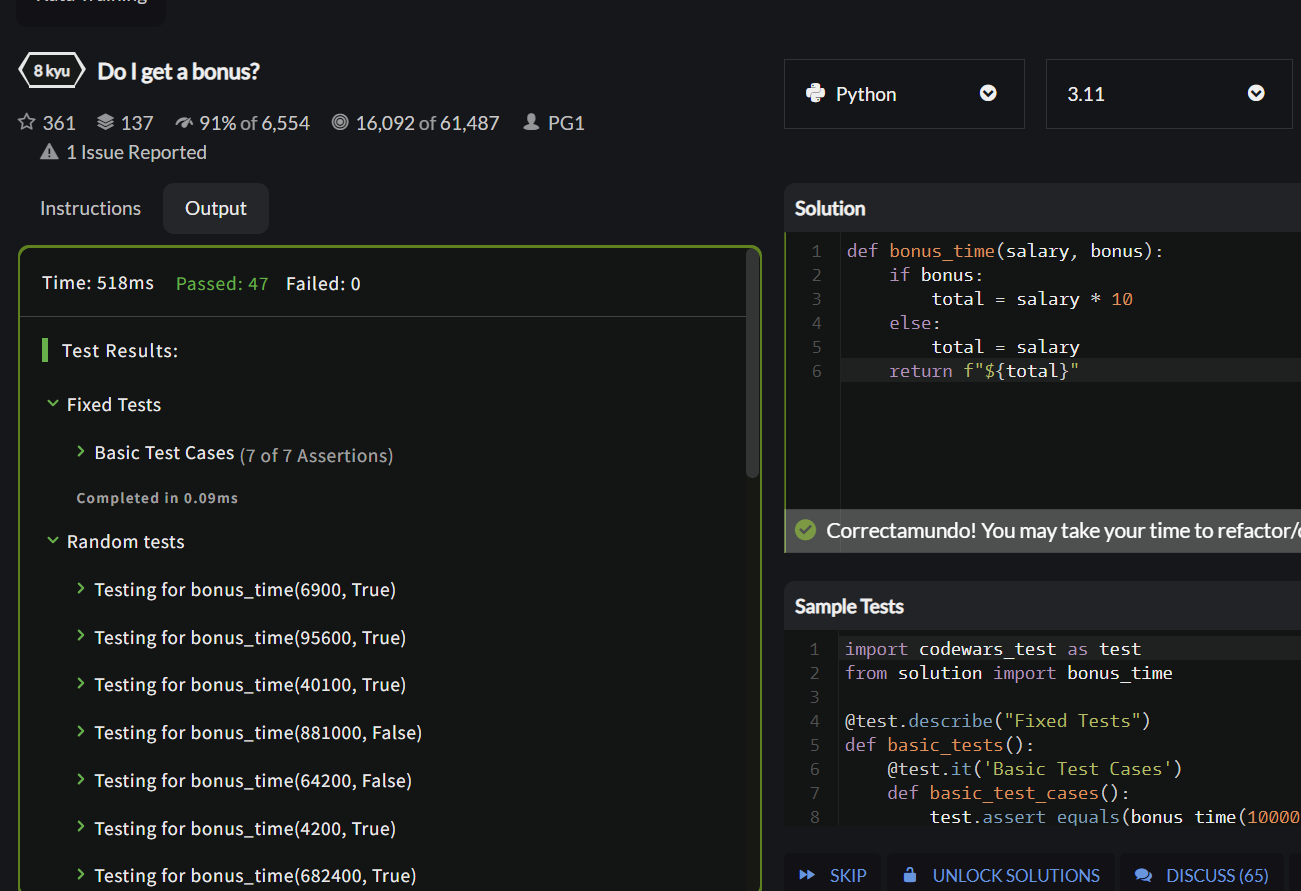 Kata Training
8 kyu Do I get a bonus?
361 137 91% of 6,554 16,092 of 61,487 PG1
1 Issue Reported
Instructions Output
Time: 518ms Passed: 47 Failed: 0
Test Results:
Fixed Tests
Basic Test Cases (7 of 7 Assertions)
Completed in 0.09ms
Random tests
Testing for bonus_time(6900, True)
Testing for bonus_time(95600, True)
Testing for bonus_time(40100, True)
Testing for bonus_time(881000, False)
Testing for bonus_time(64200, False)
Testing for bonus_time(4200, True)
Testing for bonus_time(682400, True)
Python 3.11
Solution
1 def bonus_time(salary, bonus):
2     if bonus:
3         total = salary * 10
4     else:
5         total = salary
6     return f"${total}"
Correctamundo! You may take your time to refactor/
Sample Tests
1 import codewars_test as test
2 from solution import bonus_time
3
4 @test.describe("Fixed Tests")
5 def basic_tests():
6     @test.it('Basic Test Cases')
7     def basic_test_cases():
8         test.assert_equals(bonus_time(10000
SKIP UNLOCK SOLUTIONS DISCUSS (65)